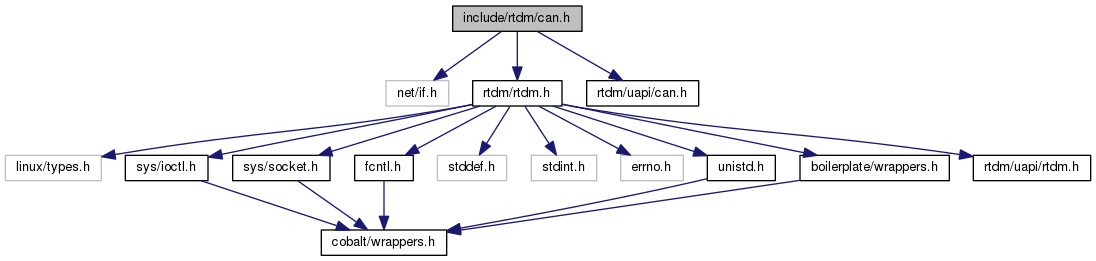 include/rtdm/can.h
net/if.h
rtdm/rtdm.h
rtdm/uapi/can.h
linux/types.h
sys/ioctl.h
sys/socket.h
fcntl.h
stddef.h
stdint.h
errno.h
unistd.h
boilerplate/wrappers.h
rtdm/uapi/rtdm.h
cobalt/wrappers.h